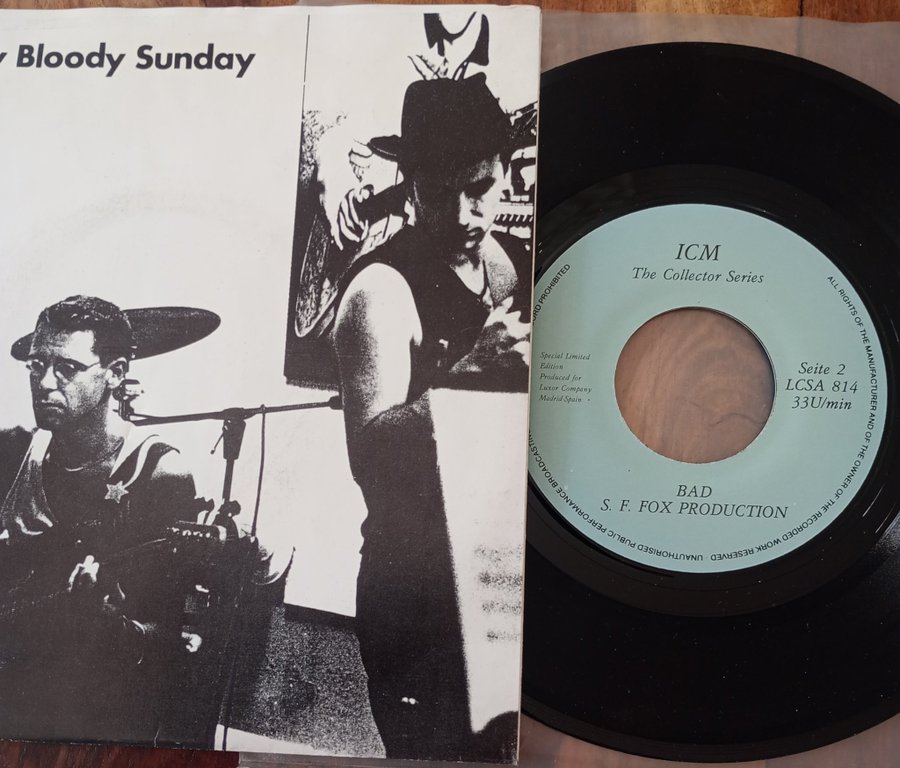 y Bloody Sunday
ICM
The Collector Series
Special Limited
Edition
Produced for
Luxor Company
Madrid-Spain
Seite 2
LCSA 814
33U/min
BAD
S. F. FOX PRODUCTION
ALL RIGHTS OF THE MANUFACTURER AND OF THE OWNER OF THE RECORDED WORK RESERVED · UNAUTHORISED PUBLIC PERFORMANCE BROADCASTIN
ORD PROHIBITED